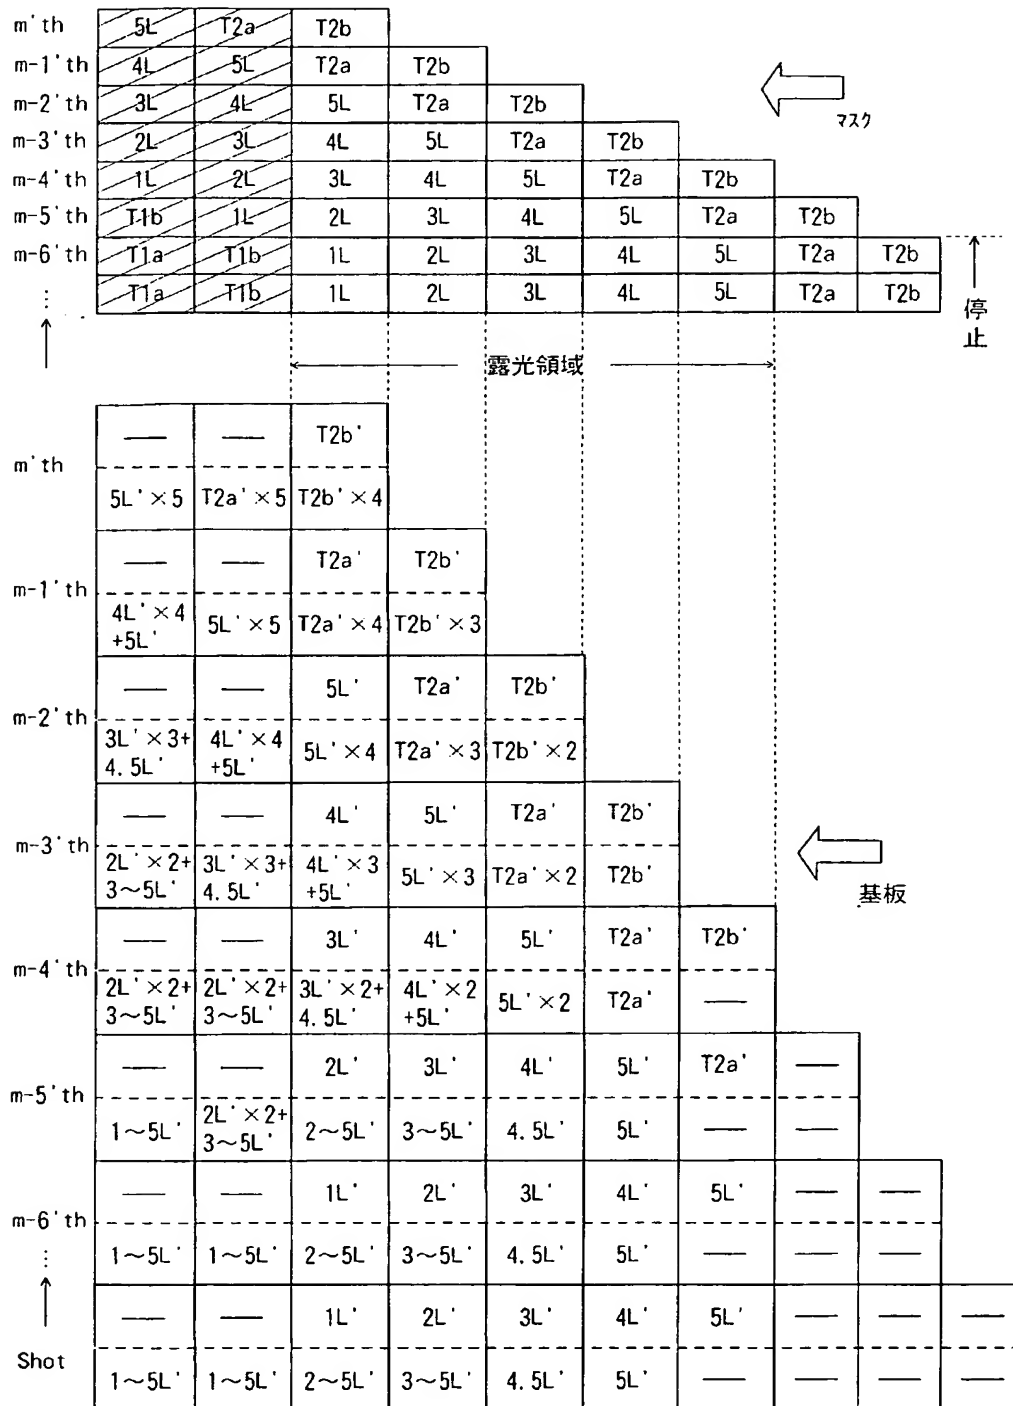 m'th 5L T2a T2b
m-1'th 4L 5L T2a T2b
m-2'th 3L 4L 5L T2a T2b
マスク
m-3'th 2L 3L 4L 5L T2a T2b
m-4'th 1L 2L 3L 4L 5L T2a T2b
m-5'th T1b 1L 2L 3L 4L 5L T2a T2b
m-6'th T1a T1b 1L 2L 3L 4L 5L T2a T2b
⋮ T1a T1b 1L 2L 3L 4L 5L T2a T2b
停止
露光領域
m'th
— — T2b'
5L'×5 T2a'×5 T2b'×4
m-1'th
— — T2a' T2b'
4L'×4+5L' 5L'×5 T2a'×4 T2b'×3
m-2'th
— — 5L' T2a' T2b'
3L'×3+4.5L' 4L'×4+5L' 5L'×4 T2a'×3 T2b'×2
m-3'th
— — 4L' 5L' T2a' T2b'
2L'×2+3～5L' 3L'×3+4.5L' 4L'×3+5L' 5L'×3 T2a'×2 T2b'
基板
m-4'th
— — 3L' 4L' 5L' T2a' T2b'
2L'×2+3～5L' 2L'×2+3～5L' 3L'×2+4.5L' 4L'×2+5L' 5L'×2 T2a' —
m-5'th
— — 2L' 3L' 4L' 5L' T2a' —
1～5L' 2L'×2+3～5L' 2～5L' 3～5L' 4.5L' 5L' — —
m-6'th
— — 1L' 2L' 3L' 4L' 5L' — —
1～5L' 1～5L' 2～5L' 3～5L' 4.5L' 5L' — — —
⋮
— — 1L' 2L' 3L' 4L' 5L' — — —
Shot
1～5L' 1～5L' 2～5L' 3～5L' 4.5L' 5L' — — — —